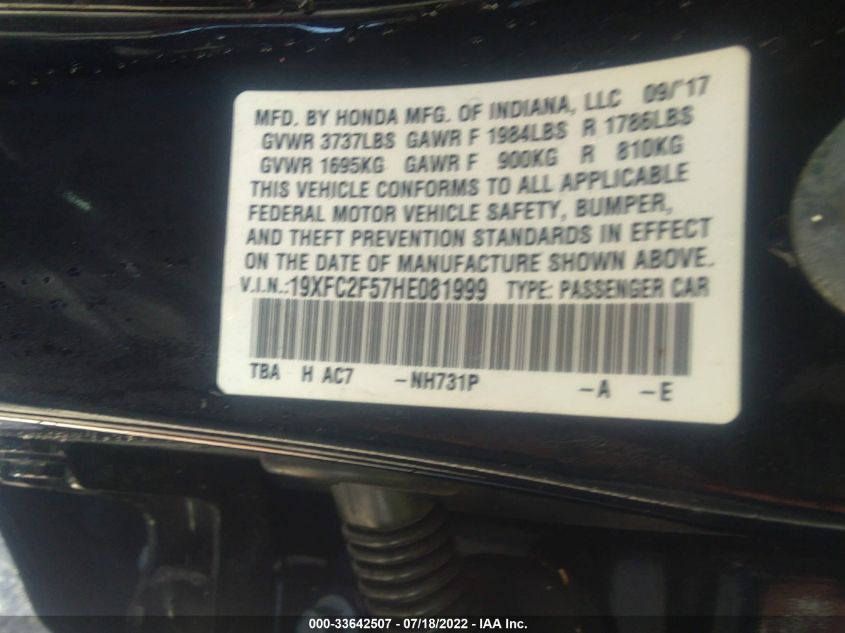 MFD. BY HONDA MFG. OF INDIANA, LLC 09/'17
GVWR 3737LBS GAWR F 1984LBS R 1786LBS
GVWR 1695KG GAWR F 900KG R 810KG
THIS VEHICLE CONFORMS TO ALL APPLICABLE
FEDERAL MOTOR VEHICLE SAFETY, BUMPER,
AND THEFT PREVENTION STANDARDS IN EFFECT
ON THE DATE OF MANUFACTURE SHOWN ABOVE.
V.I.N.:19XFC2F57HE081999 TYPE: PASSENGER CAR
TBA H AC7 -NH731P -A -E
000-33642507 - 07/18/2022 - IAA Inc.